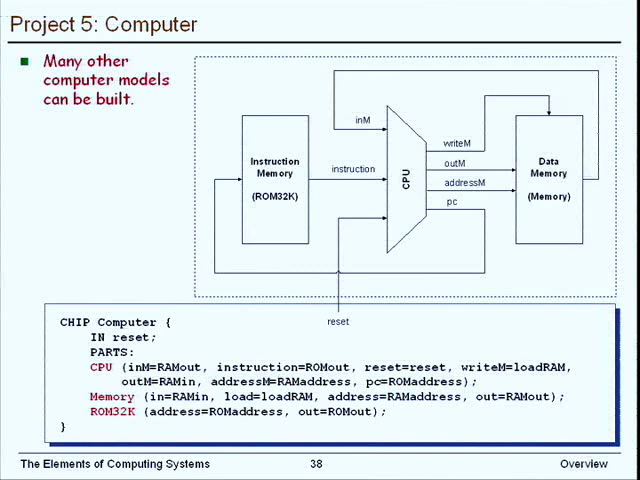 Project 5: Computer
Many other
computer models
can be built.
inM
writeM
Instruction
Memory
(ROM32K)
instruction
CPU
outM
addressM
pc
Data
Memory
(Memory)
reset
CHIP Computer {
IN reset;
PARTS:
CPU (inM=RAMout, instruction=ROMout, reset=reset, writeM=loadRAM,
outM=RAMin, addressM=RAMaddress, pc=ROMaddress);
Memory (in=RAMin, load=loadRAM, address=RAMaddress, out=RAMout);
ROM32K (address=ROMaddress, out=ROMout);
}
The Elements of Computing Systems
38
Overview